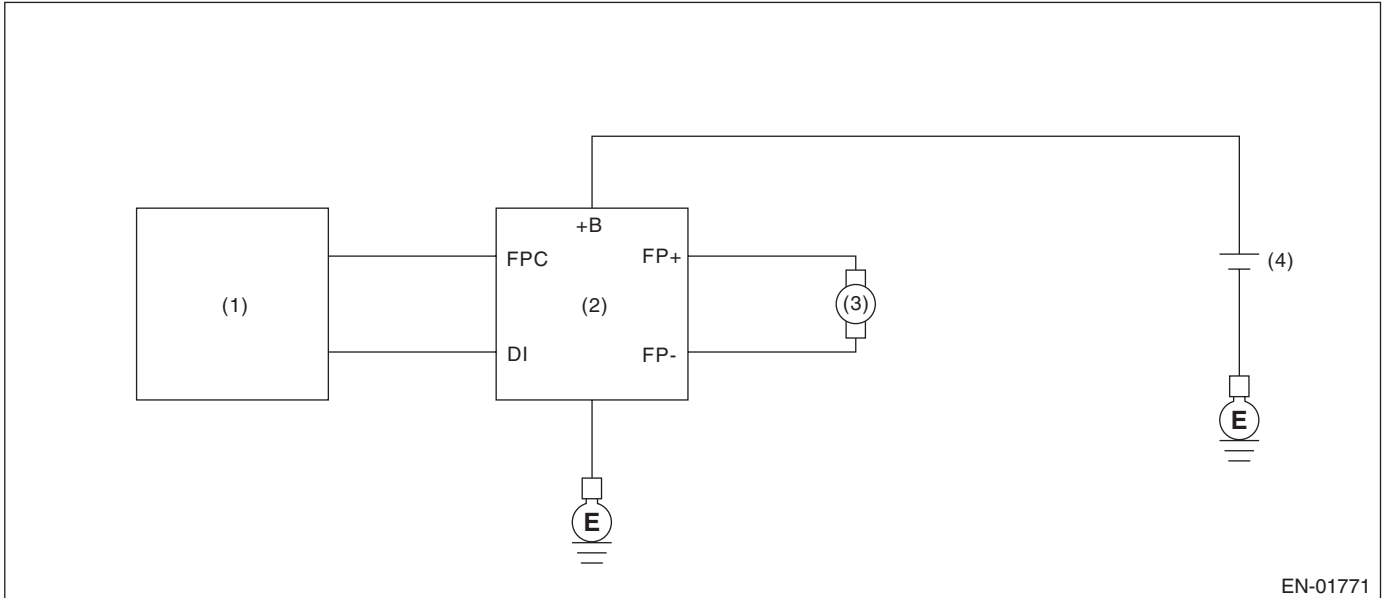 +B
FPC
FP+
(1)
(2)
(3)
(4)
DI
FP-
E
E
EN-01771